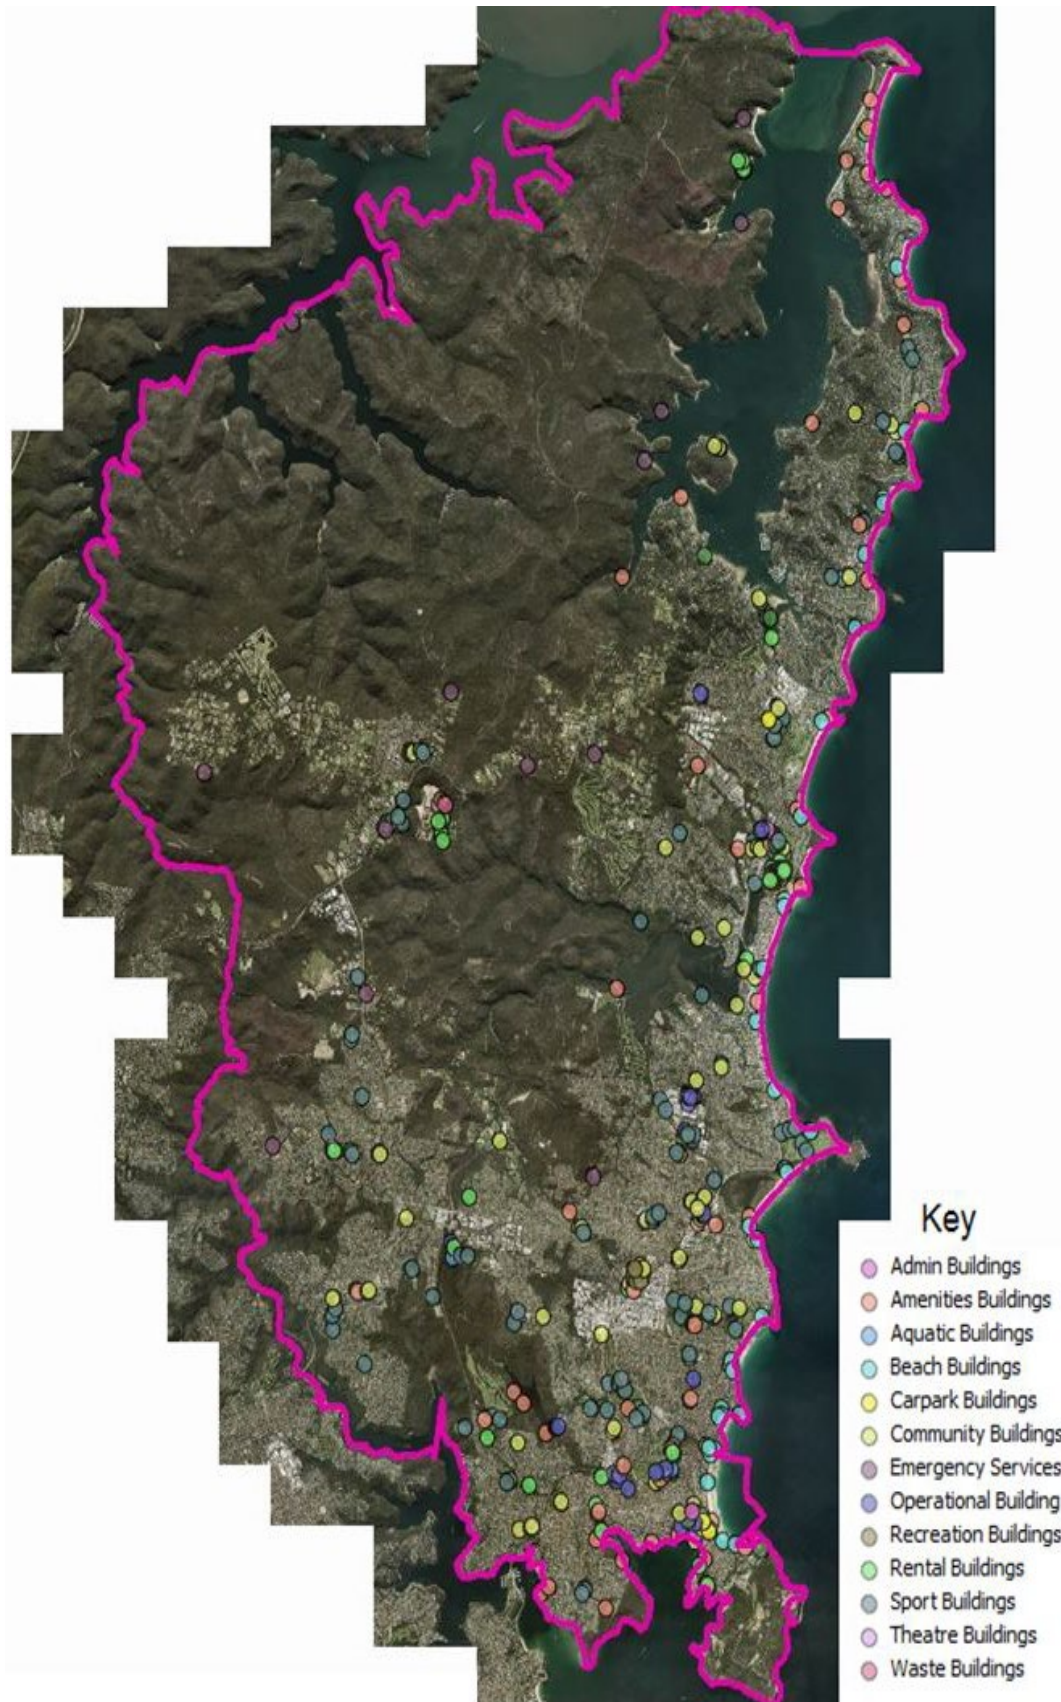 Key
Admin Buildings
Amenities Buildings
Aquatic Buildings
Beach Buildings
Carpark Buildings
Community Buildings
Emergency Services
Operational Building
Recreation Buildings
Rental Buildings
Sport Buildings
Theatre Buildings
Waste Buildings